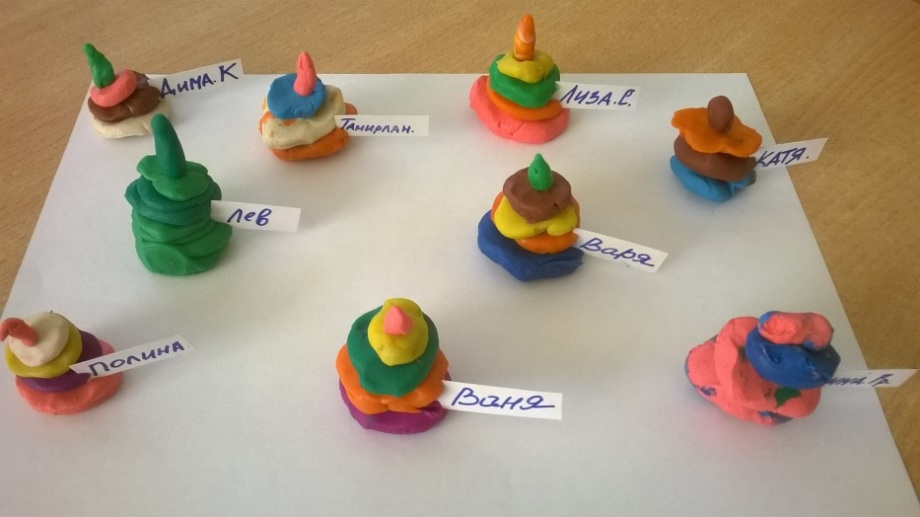 Дима.К
Тамирлан.
Лиза.С.
Катя.
Лев
Варя
Полина
Ваня